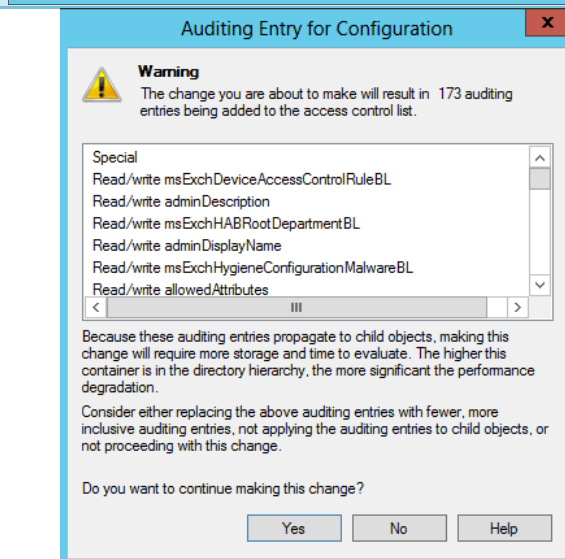 Auditing Entry for Configuration
x
Warning
The change you are about to make will result in 173 auditing
entries being added to the access control list.
Special
Read/write msExchDeviceAccessControlRuleBL
Read/write adminDescription
Read/write msExchHABRootDepartmentBL
Read/write adminDisplayName
Read/write msExchHygieneConfigurationMalwareBL
Read/write allowedAttributes
Because these auditing entries propagate to child objects, making this
change will require more storage and time to evaluate. The higher this
container is in the directory hierarchy, the more significant the performance
degradation.
Consider either replacing the above auditing entries with fewer, more
inclusive auditing entries, not applying the auditing entries to child objects, or
not proceeding with this change.
Do you want to continue making this change?
Yes No Help